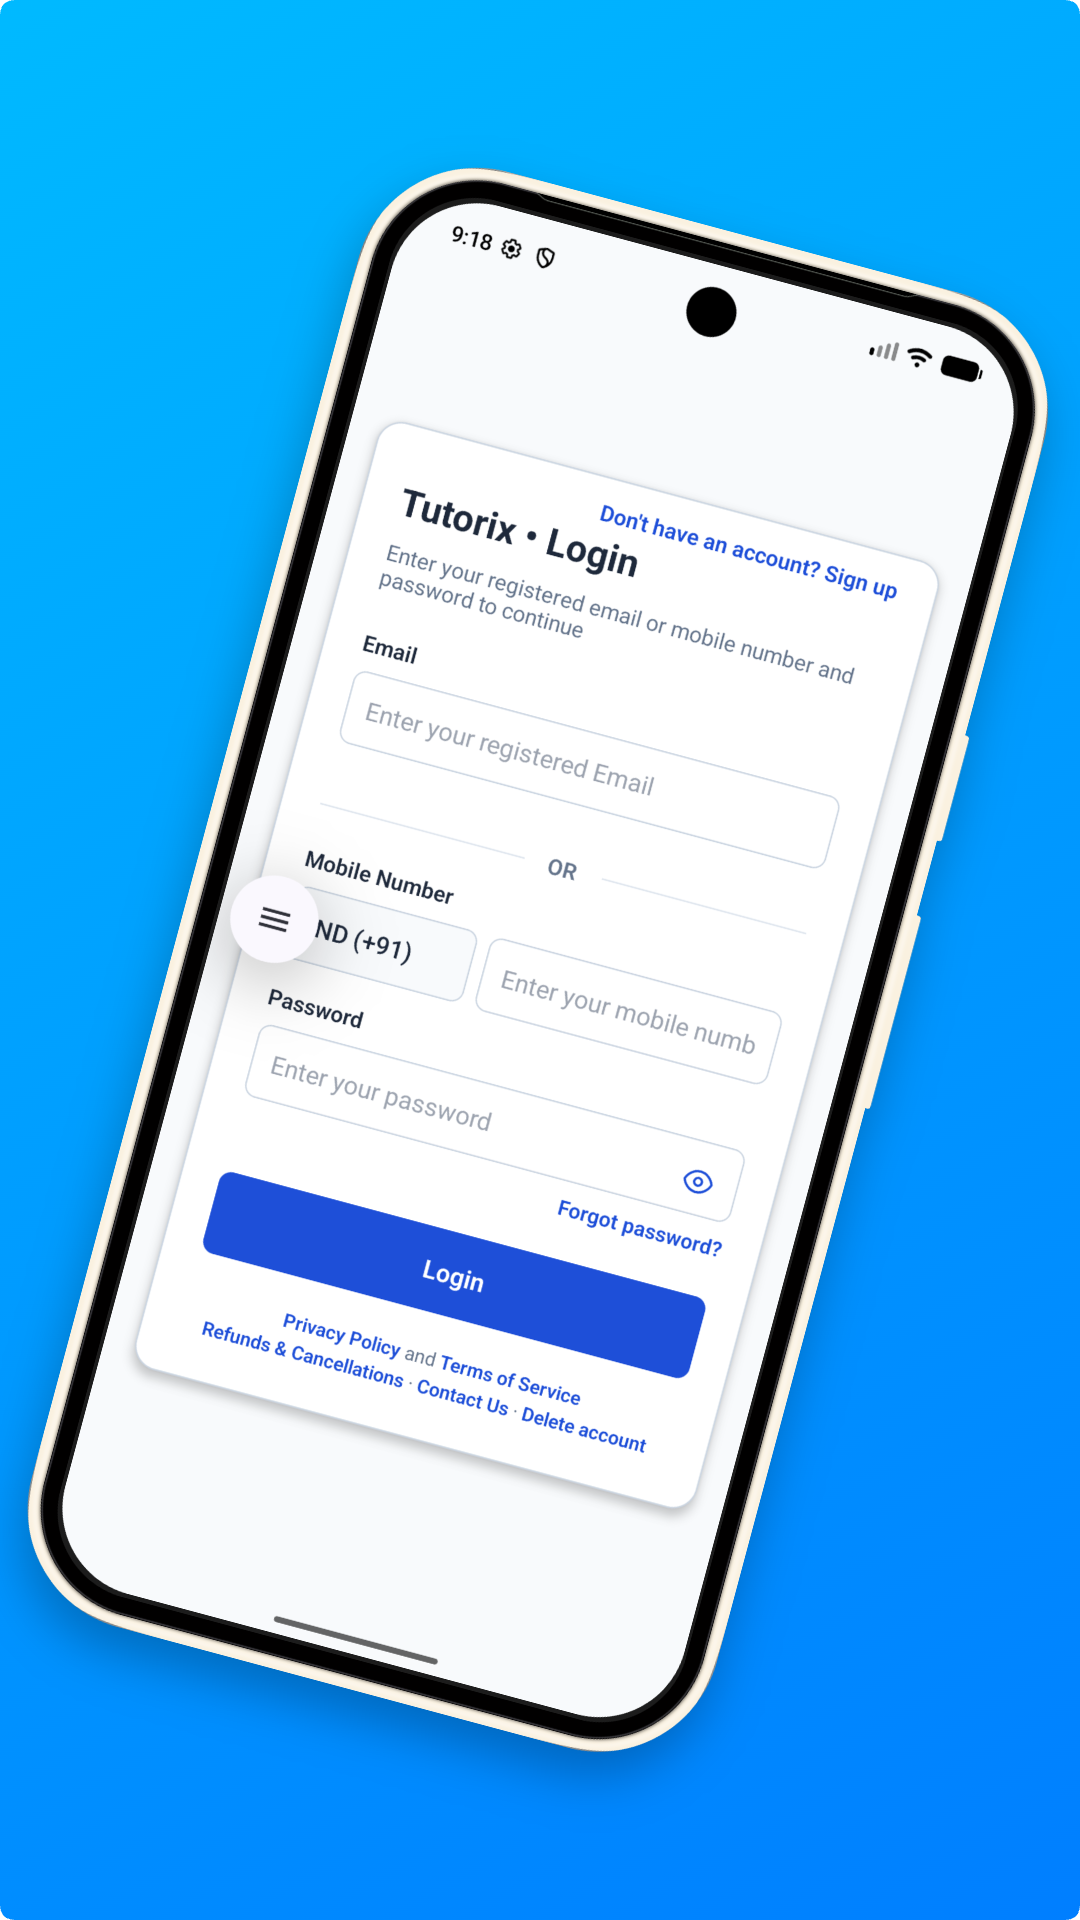 9:18
Don't have an account? Sign up
Tutorix • Login
Enter your registered email or mobile number and
password to continue
Email
Enter your registered Email
OR
Mobile Number
ND (+91)
Enter your mobile numb
Password
Enter your password
Forgot password?
Login
Privacy Policy and Terms of Service
Refunds & Cancellations · Contact Us · Delete account